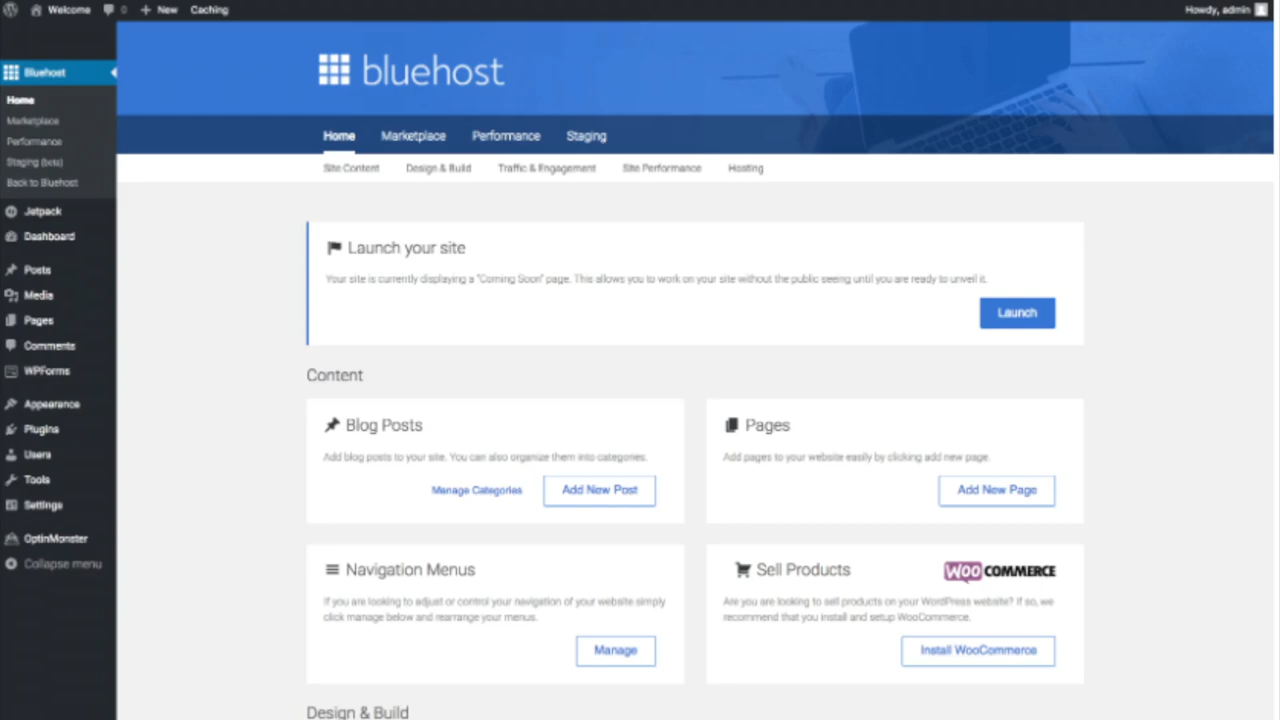 Welcome 0 New Caching Howdy, admin
Bluehost
Home
Marketplace
Performance
Staging (beta)
Back to Bluehost
Jetpack
Dashboard
Posts
Media
Pages
Comments
WPForms
Appearance
Plugins
Users
Tools
Settings
OptinMonster
Collapse menu
bluehost
Home Marketplace Performance Staging
Site Content Design & Build Traffic & Engagement Site Performance Hosting
Launch your site
Your site is currently displaying a "Coming Soon" page. This allows you to work on your site without the public seeing until you are ready to unveil it.
Launch
Content
Blog Posts
Add blog posts to your site. You can also organize them into categories.
Manage Categories Add New Post
Pages
Add pages to your website easily by clicking add new page.
Add New Page
Navigation Menus
If you are looking to adjust or control your navigation of your website simply
click manage below and rearrange your menus.
Manage
Sell Products WOOCOMMERCE
Are you are looking to sell products on your WordPress website? If so, we
recommend that you install and setup WooCommerce.
Install WooCommerce
Design & Build